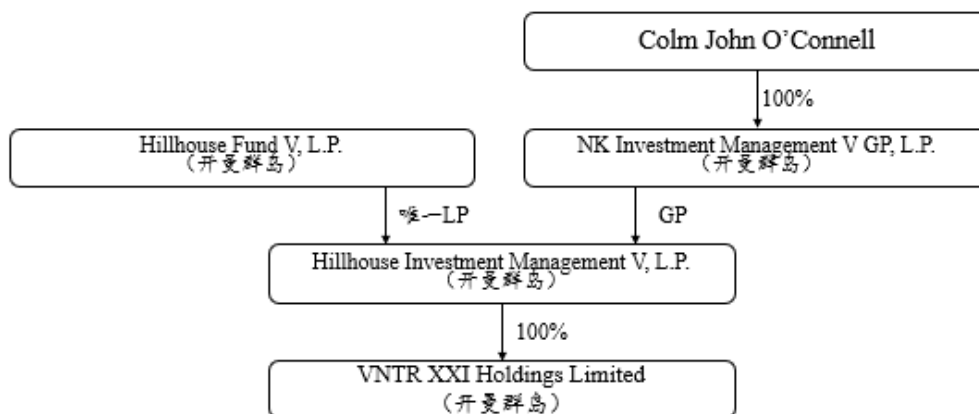 Colm John O’Connell
100%
Hillhouse Fund V, L.P.
（开曼群岛）
NK Investment Management V GP, L.P.
（开曼群岛）
唯一LP
GP
Hillhouse Investment Management V, L.P.
（开曼群岛）
100%
VNTR XXI Holdings Limited
（开曼群岛）